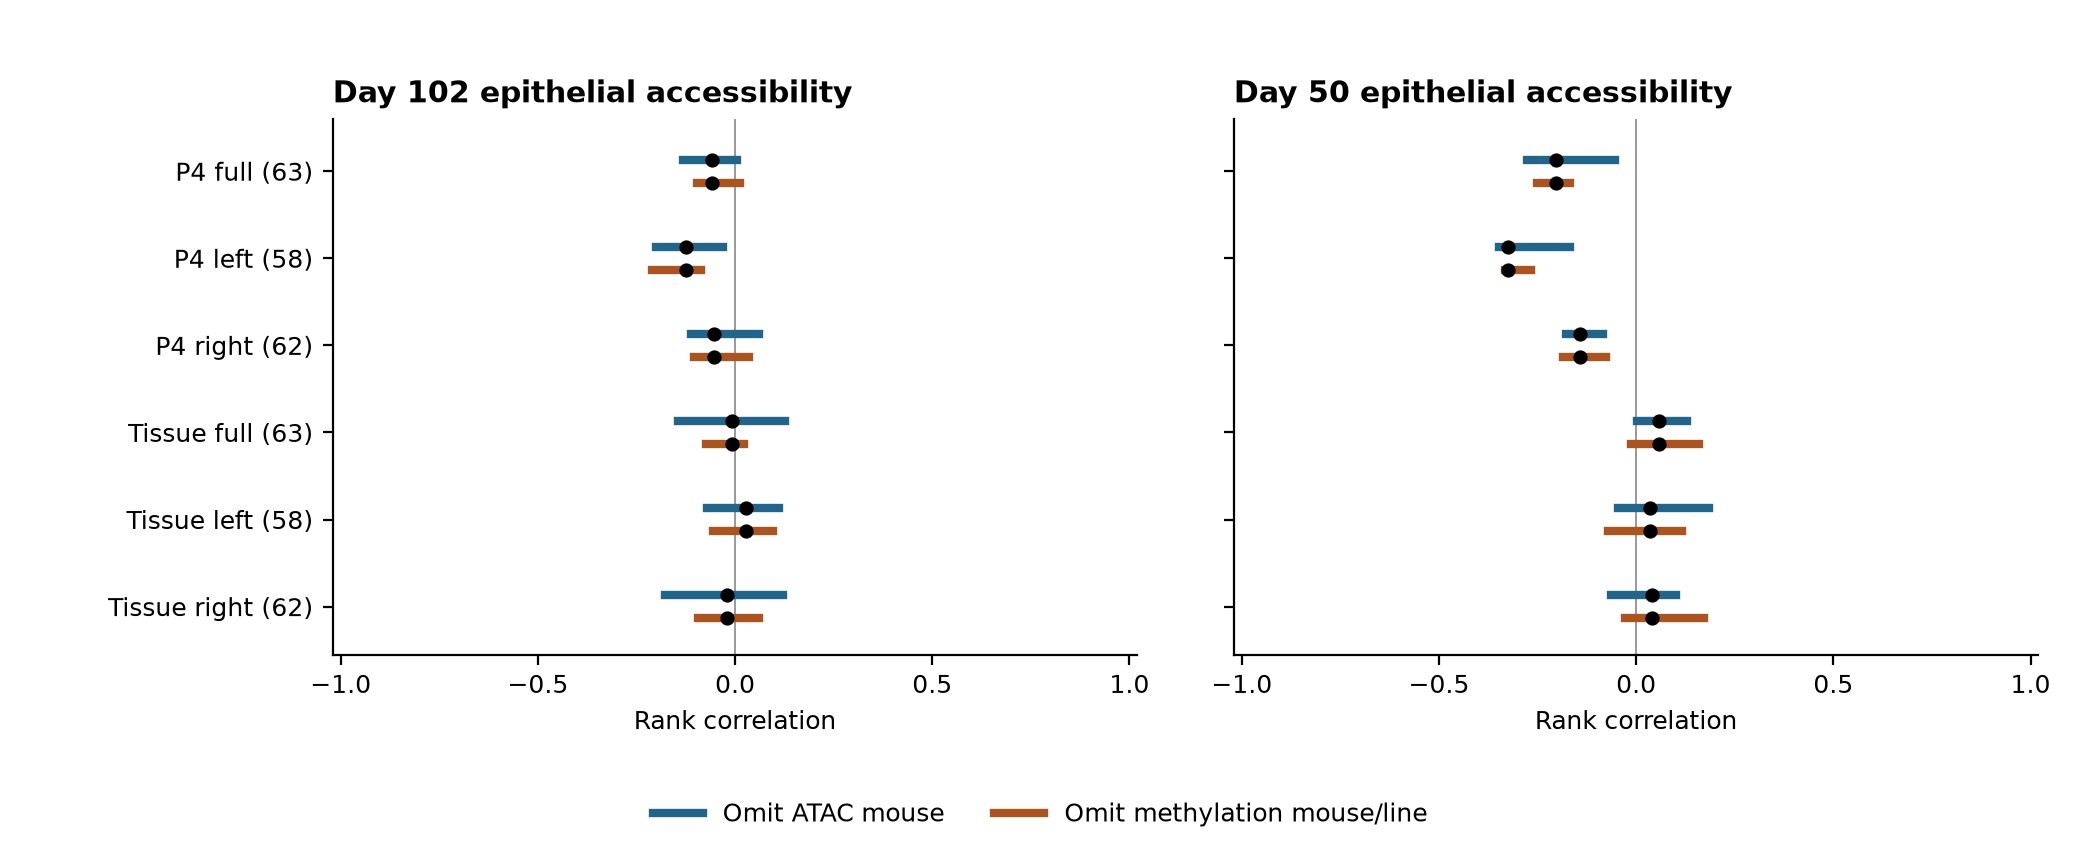 Day 102 epithelial accessibility
Day 50 epithelial accessibility
P4 full (63)
P4 left (58)
P4 right (62)
Tissue full (63)
Tissue left (58)
Tissue right (62)
−1.0 −0.5 0.0 0.5 1.0
−1.0 −0.5 0.0 0.5 1.0
Rank correlation
Rank correlation
Omit ATAC mouse
Omit methylation mouse/line